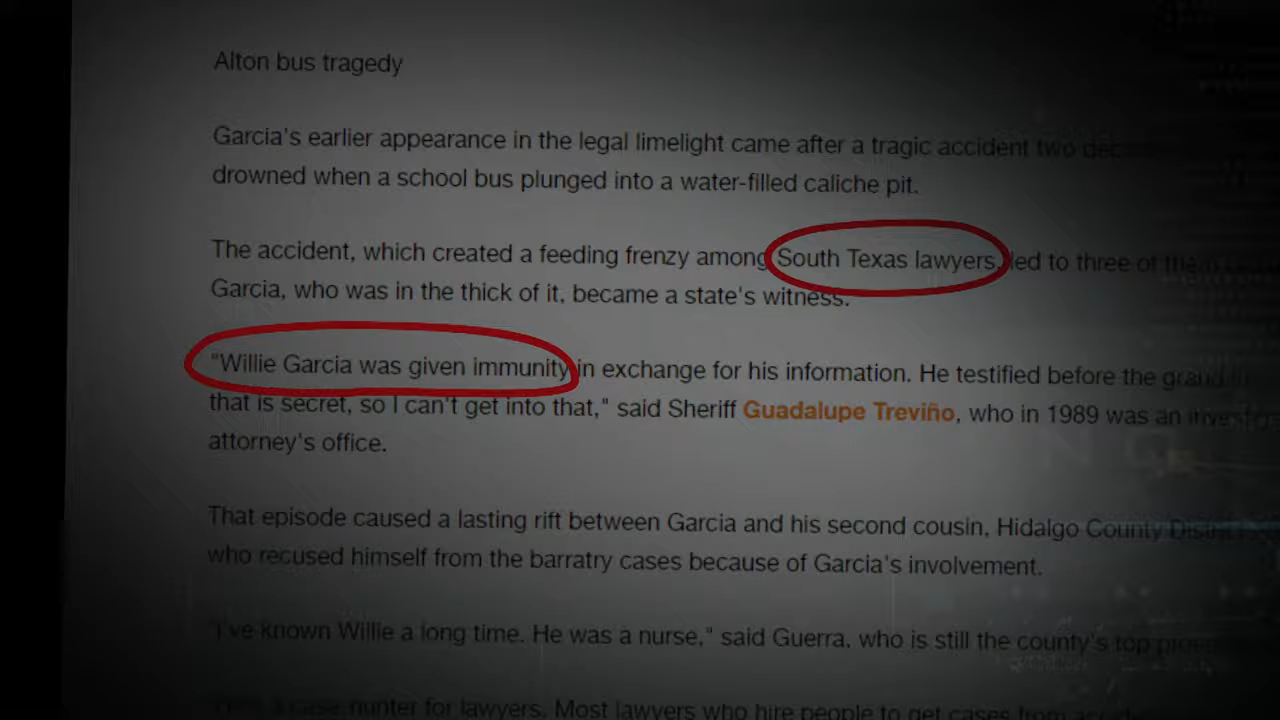 Alton bus tragedy
Garcia's earlier appearance in the legal limelight came after a tragic accident two
drowned when a school bus plunged into a water-filled caliche pit.
The accident, which created a feeding frenzy among South Texas lawyers, led to three of them
Garcia, who was in the thick of it, became a state's witness.
"Willie Garcia was given immunity in exchange for his information. He testified before the grand
that is secret, so I can't get into that," said Sheriff Guadalupe Treviño, who in 1989 was an
attorney's office.
That episode caused a lasting rift between Garcia and his second cousin, Hidalgo County District
who recused himself from the barratry cases because of Garcia's involvement.
"I've known Willie a long time. He was a nurse," said Guerra, who is still the county's top
hunter for lawyers. Most lawyers who hire people to get cases from